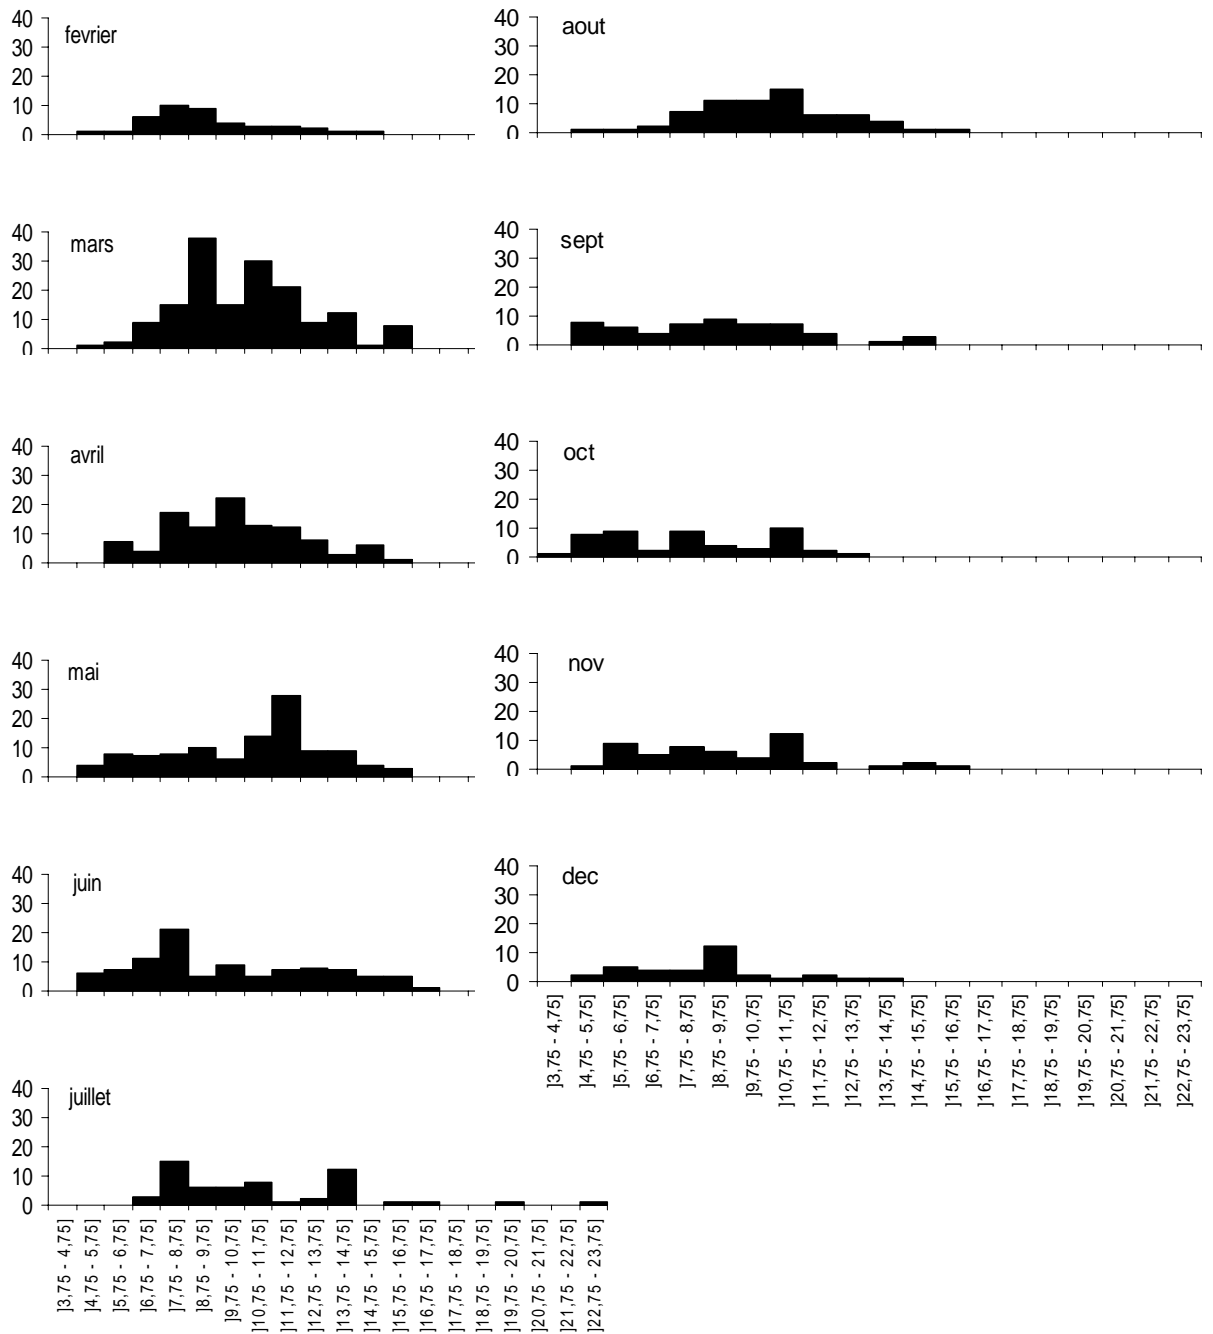 fevrier
40
30
20
10
0
mars
40
30
20
10
0
avril
40
30
20
10
0
mai
40
30
20
10
0
juin
40
30
20
10
0
juillet
40
30
20
10
0
]3,75 - 4,75]
]4,75 - 5,75]
]5,75 - 6,75]
]6,75 - 7,75]
]7,75 - 8,75]
]8,75 - 9,75]
]9,75 - 10,75]
]10,75 - 11,75]
]11,75 - 12,75]
]12,75 - 13,75]
]13,75 - 14,75]
]14,75 - 15,75]
]15,75 - 16,75]
]16,75 - 17,75]
]17,75 - 18,75]
]18,75 - 19,75]
]19,75 - 20,75]
]20,75 - 21,75]
]21,75 - 22,75]
]22,75 - 23,75]
aout
40
30
20
10
0
sept
40
30
20
10
0
oct
40
30
20
10
0
nov
40
30
20
10
0
dec
40
30
20
10
0
]3,75 - 4,75]
]4,75 - 5,75]
]5,75 - 6,75]
]6,75 - 7,75]
]7,75 - 8,75]
]8,75 - 9,75]
]9,75 - 10,75]
]10,75 - 11,75]
]11,75 - 12,75]
]12,75 - 13,75]
]13,75 - 14,75]
]14,75 - 15,75]
]15,75 - 16,75]
]16,75 - 17,75]
]17,75 - 18,75]
]18,75 - 19,75]
]19,75 - 20,75]
]20,75 - 21,75]
]21,75 - 22,75]
]22,75 - 23,75]